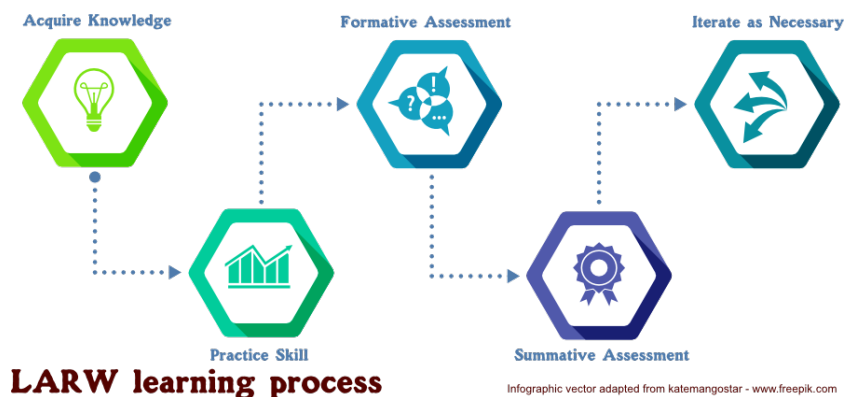 Acquire Knowledge
Formative Assessment
Iterate as Necessary
?
!
...
Practice Skill
Summative Assessment
LARW learning process
Infographic vector adapted from katemangostar - www.freepik.com